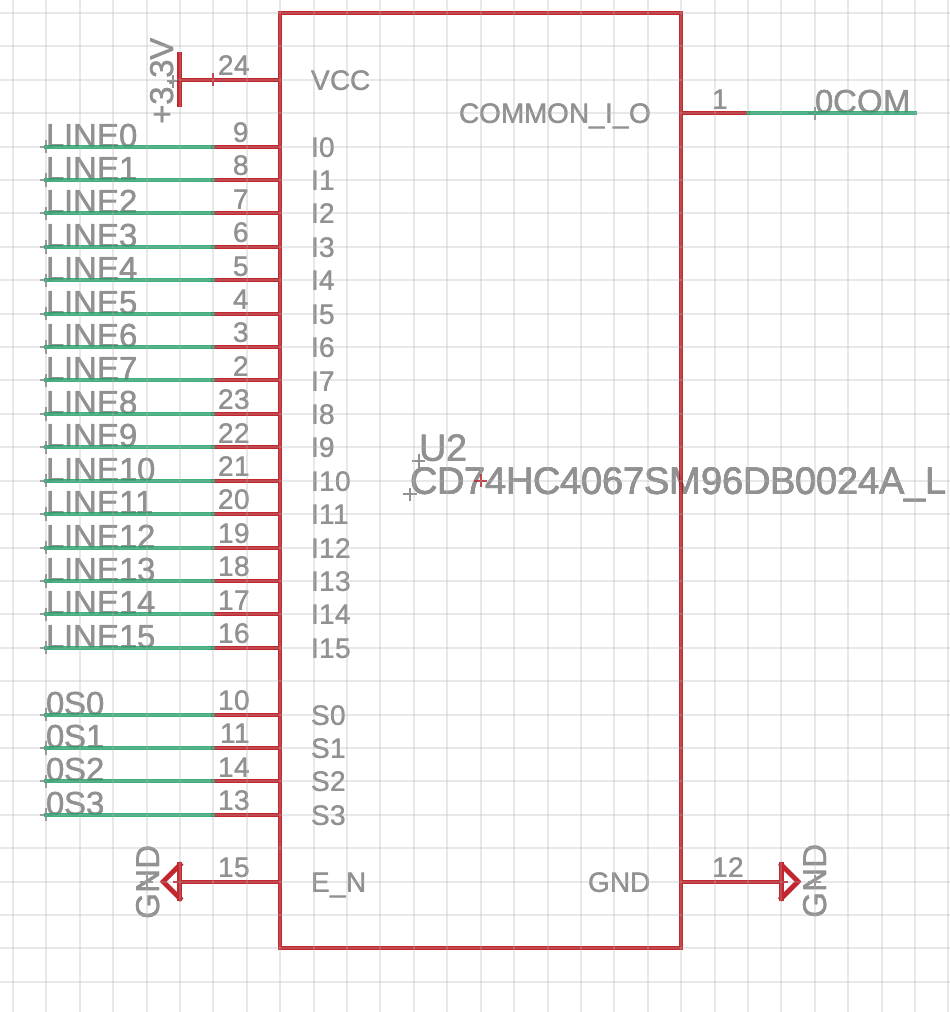 +3.3V 24 VCC
COMMON_I_O 1 0COM
LINE0 9 I0
LINE1 8 I1
LINE2 7 I2
LINE3 6 I3
LINE4 5 I4
LINE5 4 I5
LINE6 3 I6
LINE7 2 I7
LINE8 23 I8
LINE9 22 I9
U2
LINE10 21 I10 CD74HC4067SM96DB0024A_L
LINE11 20 I11
LINE12 19 I12
LINE13 18 I13
LINE14 17 I14
LINE15 16 I15
0S0 10 S0
0S1 11 S1
0S2 14 S2
0S3 13 S3
GND 15 E_N GND 12 GND